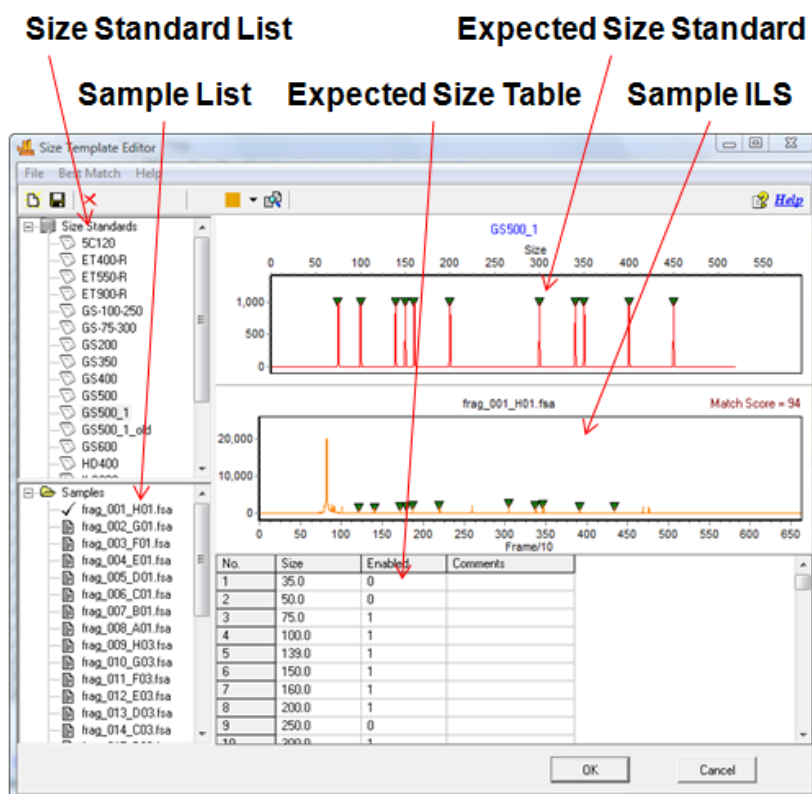 Size Standard List
Expected Size Standard
Sample List
Expected Size Table
Sample ILS
Size Template Editor
File Best Match Help
Help
Size Standards
5C120
ET400-R
ET550-R
ET900-R
GS-100-250
GS-75-300
GS200
GS350
GS400
GS500
GS500_1
GS500_1_old
GS600
HD400
Samples
frag_001_H01.fsa
frag_002_G01.fsa
frag_003_F01.fsa
frag_004_E01.fsa
frag_005_D01.fsa
frag_006_C01.fsa
frag_007_B01.fsa
frag_008_A01.fsa
frag_009_H03.fsa
frag_010_G03.fsa
frag_011_F03.fsa
frag_012_E03.fsa
frag_013_D03.fsa
frag_014_C03.fsa
GS500_1
Size
0 50 100 150 200 250 300 350 400 450 500 550
1,000
500
0
frag_001_H01.fsa
Match Score = 94
20,000
10,000
0
0 50 100 150 200 250 300 350 400 450 500 550 600 650
Frame/10
No. Size Enabled Comments
1 35.0 0
2 50.0 0
3 75.0 1
4 100.0 1
5 139.0 1
6 150.0 1
7 160.0 1
8 200.0 1
9 250.0 0
10 300.0 1
OK
Cancel